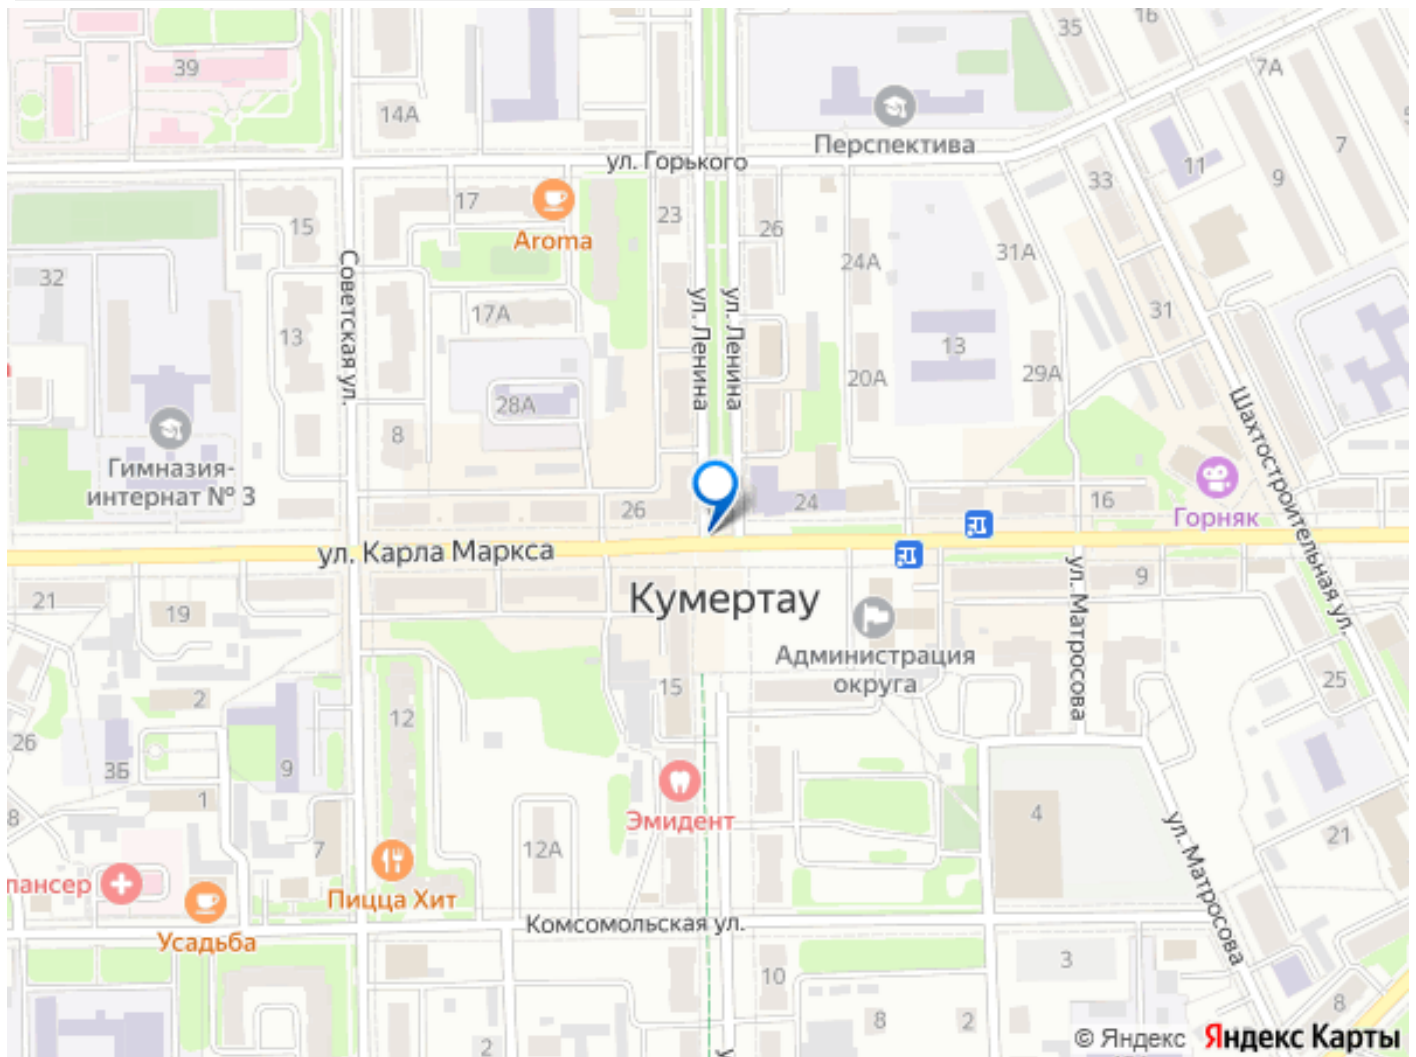 35
16
39
7А
14А
Перспектива
ул. Горького
7
11
9
33
17
15
23
26
Aroma
31А
24А
32
Советская ул.
ул. Ленина
ул. Ленина
17А
31
13
13
20А
29А
28А
8
Шахтостроительная ул.
Гимназия-
интернат № 3
26
24
16
Горняк
ул. Карла Маркса
21
19
Кумертау
9
ул. Матросова
Администрация
округа
2
15
25
12
26
3Б
9
1
8
Эмидент
4
ул. Матросова
21
7
12А
пансер
Пицца Хит
Усадьба
Комсомольская ул.
10
3
8
2
8
2
© Яндекс Яндекс Карты